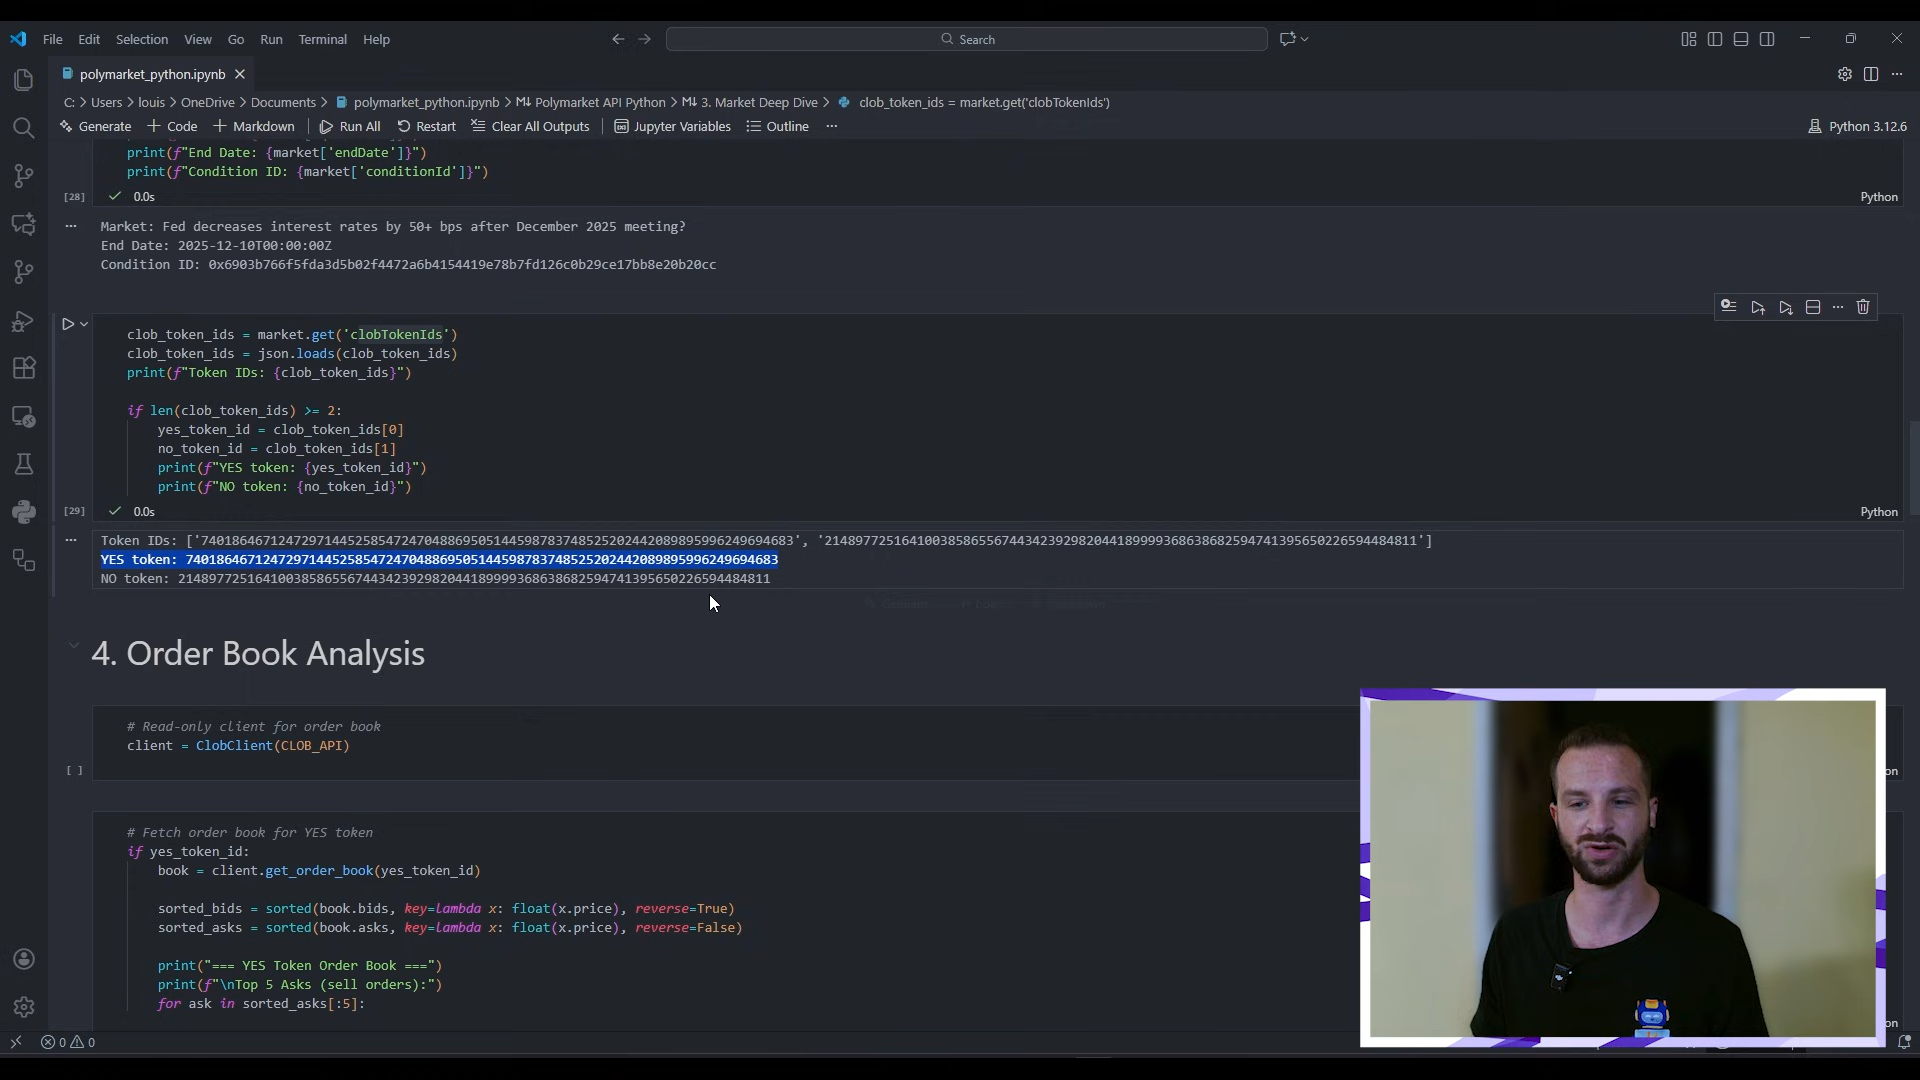 File Edit Selection View Go Run Terminal Help
Search
polymarket_python.ipynb
C: > Users > louis > OneDrive > Documents > polymarket_python.ipynb > M↓ Polymarket API Python > M↓ 3. Market Deep Dive > clob_token_ids = market.get('clobTokenIds')
Generate + Code + Markdown Run All Restart Clear All Outputs Jupyter Variables Outline ... Python 3.12.6
print(f"End Date: {market['endDate']}")
print(f"Condition ID: {market['conditionId']}")
[28] 0.0s Python
Market: Fed decreases interest rates by 50+ bps after December 2025 meeting?
End Date: 2025-12-10T00:00:00Z
Condition ID: 0x6903b766f5fda3d5b02f4472a6b4154419e78b7fd126c0b29ce17bb8e20b20cc
clob_token_ids = market.get('clobTokenIds')
clob_token_ids = json.loads(clob_token_ids)
print(f"Token IDs: {clob_token_ids}")
if len(clob_token_ids) >= 2:
yes_token_id = clob_token_ids[0]
no_token_id = clob_token_ids[1]
print(f"YES token: {yes_token_id}")
print(f"NO token: {no_token_id}")
[29] 0.0s Python
Token IDs:
YES token:
NO token:
4. Order Book Analysis
# Read-only client for order book
client = ClobClient(CLOB_API)
[ ]
# Fetch order book for YES token
if yes_token_id:
book = client.get_order_book(yes_token_id)
sorted_bids = sorted(book.bids, key=lambda x: float(x.price), reverse=True)
sorted_asks = sorted(book.asks, key=lambda x: float(x.price), reverse=False)
print("=== YES Token Order Book ===")
print(f"\nTop 5 Asks (sell orders):")
for ask in sorted_asks[:5]:
0 0